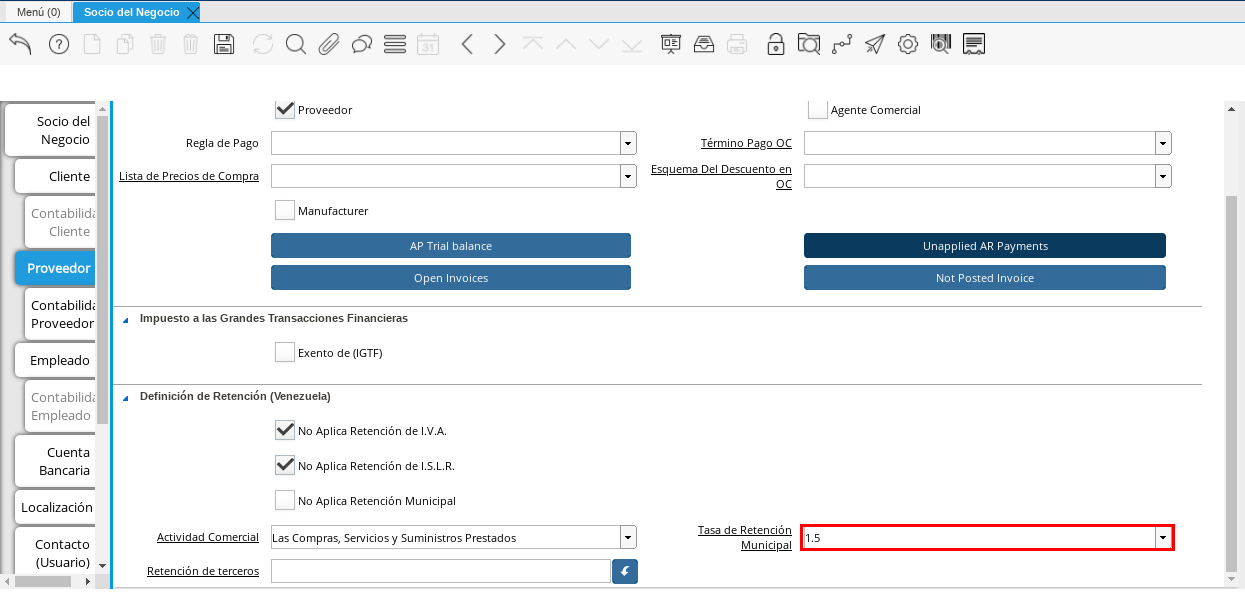 Menú (0)
Socio del Negocio
31
Socio del
Negocio
Cliente
Contabilida
Cliente
Proveedor
Contabilida
Proveedor
Empleado
Contabilida
Empleado
Cuenta
Bancaria
Localización
Contacto
(Usuario)
Proveedor
Agente Comercial
Regla de Pago
Término Pago OC
Lista de Precios de Compra
Esquema Del Descuento en
OC
Manufacturer
AP Trial balance
Unapplied AR Payments
Open Invoices
Not Posted Invoice
Impuesto a las Grandes Transacciones Financieras
Exento de (IGTF)
Definición de Retención (Venezuela)
No Aplica Retención de I.V.A.
No Aplica Retención de I.S.L.R.
No Aplica Retención Municipal
Actividad Comercial
Las Compras, Servicios y Suministros Prestados
Tasa de Retención
Municipal
1.5
Retención de terceros